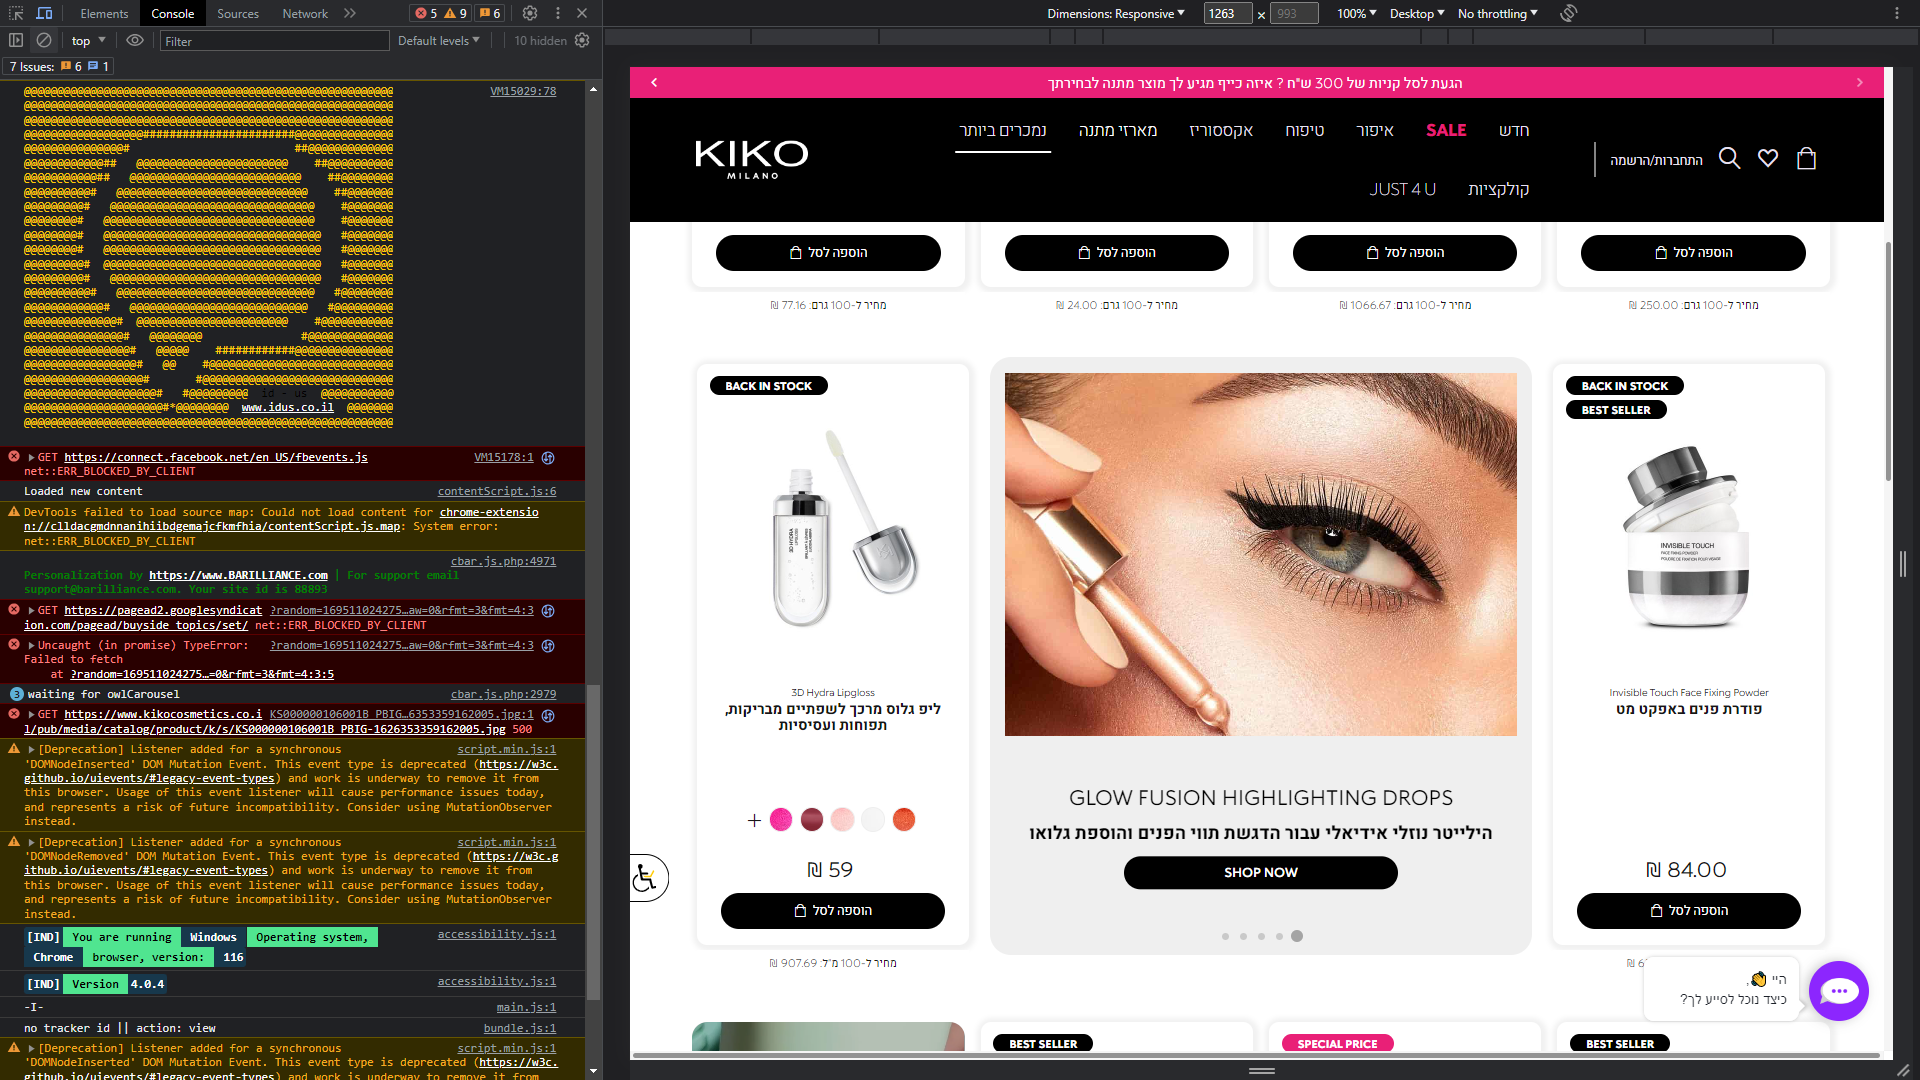 Elements
Console
Sources
Network
5
9
6
Dimensions: Responsive
1263
x
993
100%
Desktop
No throttling
top
Filter
Default levels
10 hidden
7 Issues:
6
1
VM15029:78
id - us
www.idus.co.il
GET https://connect.facebook.net/en_US/fbevents.js
VM15178:1
net::ERR_BLOCKED_BY_CLIENT
Loaded new content
contentScript.js:6
DevTools failed to load source map: Could not load content for chrome-extensio
n://clldacgmdnnanihiibdgemajcfkmfhia/contentScript.js.map: System error:
net::ERR_BLOCKED_BY_CLIENT
cbar.js.php:4971
Personalization by https://www.BARILLIANCE.com | For support email
support@barilliance.com. Your site id is 88893
GET https://pagead2.googlesyndicat
?random=169511024275…aw=0&rfmt=3&fmt=4:3
ion.com/pagead/buyside_topics/set/ net::ERR_BLOCKED_BY_CLIENT
Uncaught (in promise) TypeError:
?random=169511024275…aw=0&rfmt=3&fmt=4:3
Failed to fetch
at ?random=169511024275…=0&rfmt=3&fmt=4:3:5
3
waiting for owlCarousel
cbar.js.php:2979
GET https://www.kikocosmetics.co.i
KS000000106001B_PBIG…6353359162005.jpg:1
l/pub/media/catalog/product/k/s/KS000000106001B_PBIG-1626353359162005.jpg 500
[Deprecation] Listener added for a synchronous
script.min.js:1
'DOMNodeInserted' DOM Mutation Event. This event type is deprecated (https://w3c.
github.io/uievents/#legacy-event-types) and work is underway to remove it from
this browser. Usage of this event listener will cause performance issues today,
and represents a risk of future incompatibility. Consider using MutationObserver
instead.
[Deprecation] Listener added for a synchronous
script.min.js:1
'DOMNodeRemoved' DOM Mutation Event. This event type is deprecated (https://w3c.g
ithub.io/uievents/#legacy-event-types) and work is underway to remove it from
this browser. Usage of this event listener will cause performance issues today,
and represents a risk of future incompatibility. Consider using MutationObserver
instead.
[IND] You are running Windows Operating system,
accessibility.js:1
Chrome browser, version: 116
[IND] Version 4.0.4
accessibility.js:1
-I-
main.js:1
no tracker id || action: view
bundle.js:1
[Deprecation] Listener added for a synchronous
script.min.js:1
'DOMNodeInserted' DOM Mutation Event. This event type is deprecated (https://w3c.
github.io/uievents/#legacy-event-types) and work is underway to remove it from
הגעת לסל קניות של 300 ש"ח ? איזה כייף מגיע לך מוצר מתנה לבחירתך
KIKO
MILANO
חדש
SALE
איפור
טיפוח
אקססוריז
מארזי מתנה
נמכרים ביותר
קולקציות
JUST 4 U
התחברות/הרשמה
הוספה לסל
הוספה לסל
הוספה לסל
הוספה לסל
מחיר ל-100 גרם: 250.00 ₪
מחיר ל-100 גרם: 1066.67 ₪
מחיר ל-100 גרם: 24.00 ₪
מחיר ל-100 גרם: 77.16 ₪
BACK IN STOCK
BEST SELLER
INVISIBLE TOUCH
FACE FIXING POWDER
POUDRE DE FIXATION POUR VISAGE
Invisible Touch Face Fixing Powder
פודרת פנים באפקט מט
84.00 ₪
הוספה לסל
GLOW FUSION HIGHLIGHTING DROPS
הילייטר נוזלי אידיאלי עבור הדגשת תווי הפנים והוספת גלואו
SHOP NOW
BACK IN STOCK
3D HYDRA
3D Hydra Lipgloss
ליפ גלוס מרכך לשפתיים מבריקות,
תפוחות ועסיסיות
59 ₪
הוספה לסל
מחיר ל-100 מ"ל: 907.69 ₪
היי 👋,
כיצד נוכל לסייע לך?
BEST SELLER
SPECIAL PRICE
BEST SELLER